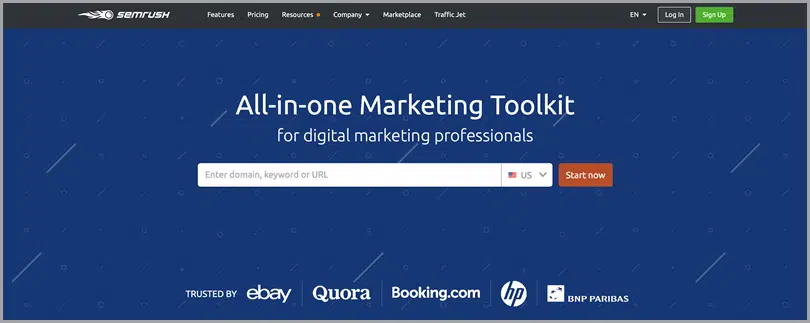 SEMRUSH Features Pricing Resources Company Marketplace Traffic Jet EN Log In Sign Up
All-in-one Marketing Toolkit
for digital marketing professionals
Enter domain, keyword or URL US Start now
TRUSTED BY ebay Quora Booking.com hp BNP PARIBAS